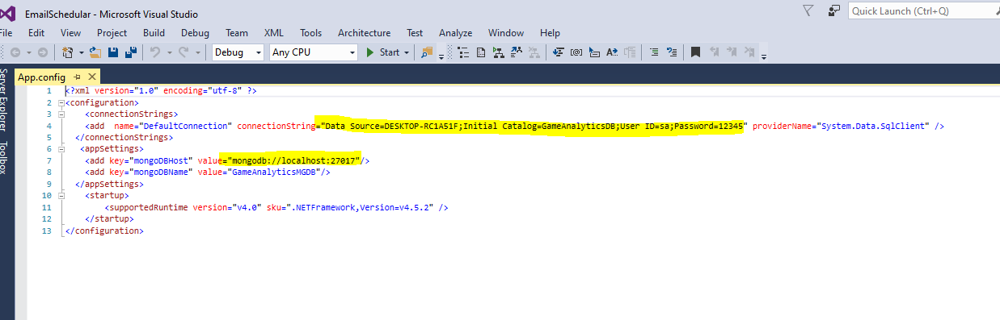 EmailSchedular - Microsoft Visual Studio
Quick Launch (Ctrl+Q)
File Edit View Project Build Debug Team XML Tools Architecture Test Analyze Window Help
Debug Any CPU Start
Server Explorer
Toolbox
App.config
1 <?xml version="1.0" encoding="utf-8" ?>
2 <configuration>
3 <connectionStrings>
4 <add name="DefaultConnection" connectionString="Data Source=DESKTOP-RC1A51F;Initial Catalog=GameAnalyticsDB;User ID=sa;Password=12345" providerName="System.Data.SqlClient" />
5 </connectionStrings>
6 <appSettings>
7 <add key="mongoDBHost" value="mongodb://localhost:27017"/>
8 <add key="mongoDBName" value="GameAnalyticsMGDB"/>
9 </appSettings>
10 <startup>
11 <supportedRuntime version="v4.0" sku=".NETFramework,Version=v4.5.2" />
12 </startup>
13 </configuration>